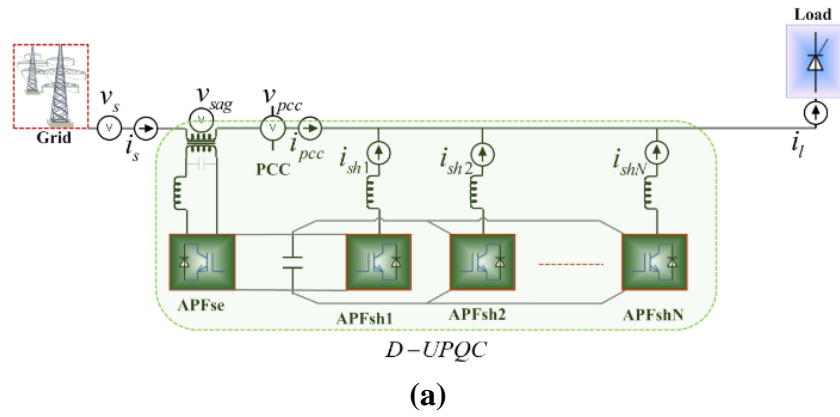 Load
v_s
v_sag
v_pcc
V
V
V
Grid
i_s
PCC
i_pcc
i_sh1
i_sh2
i_shN
i_l
APFse
APFsh1
APFsh2
APFshN
D-UPQC
(a)